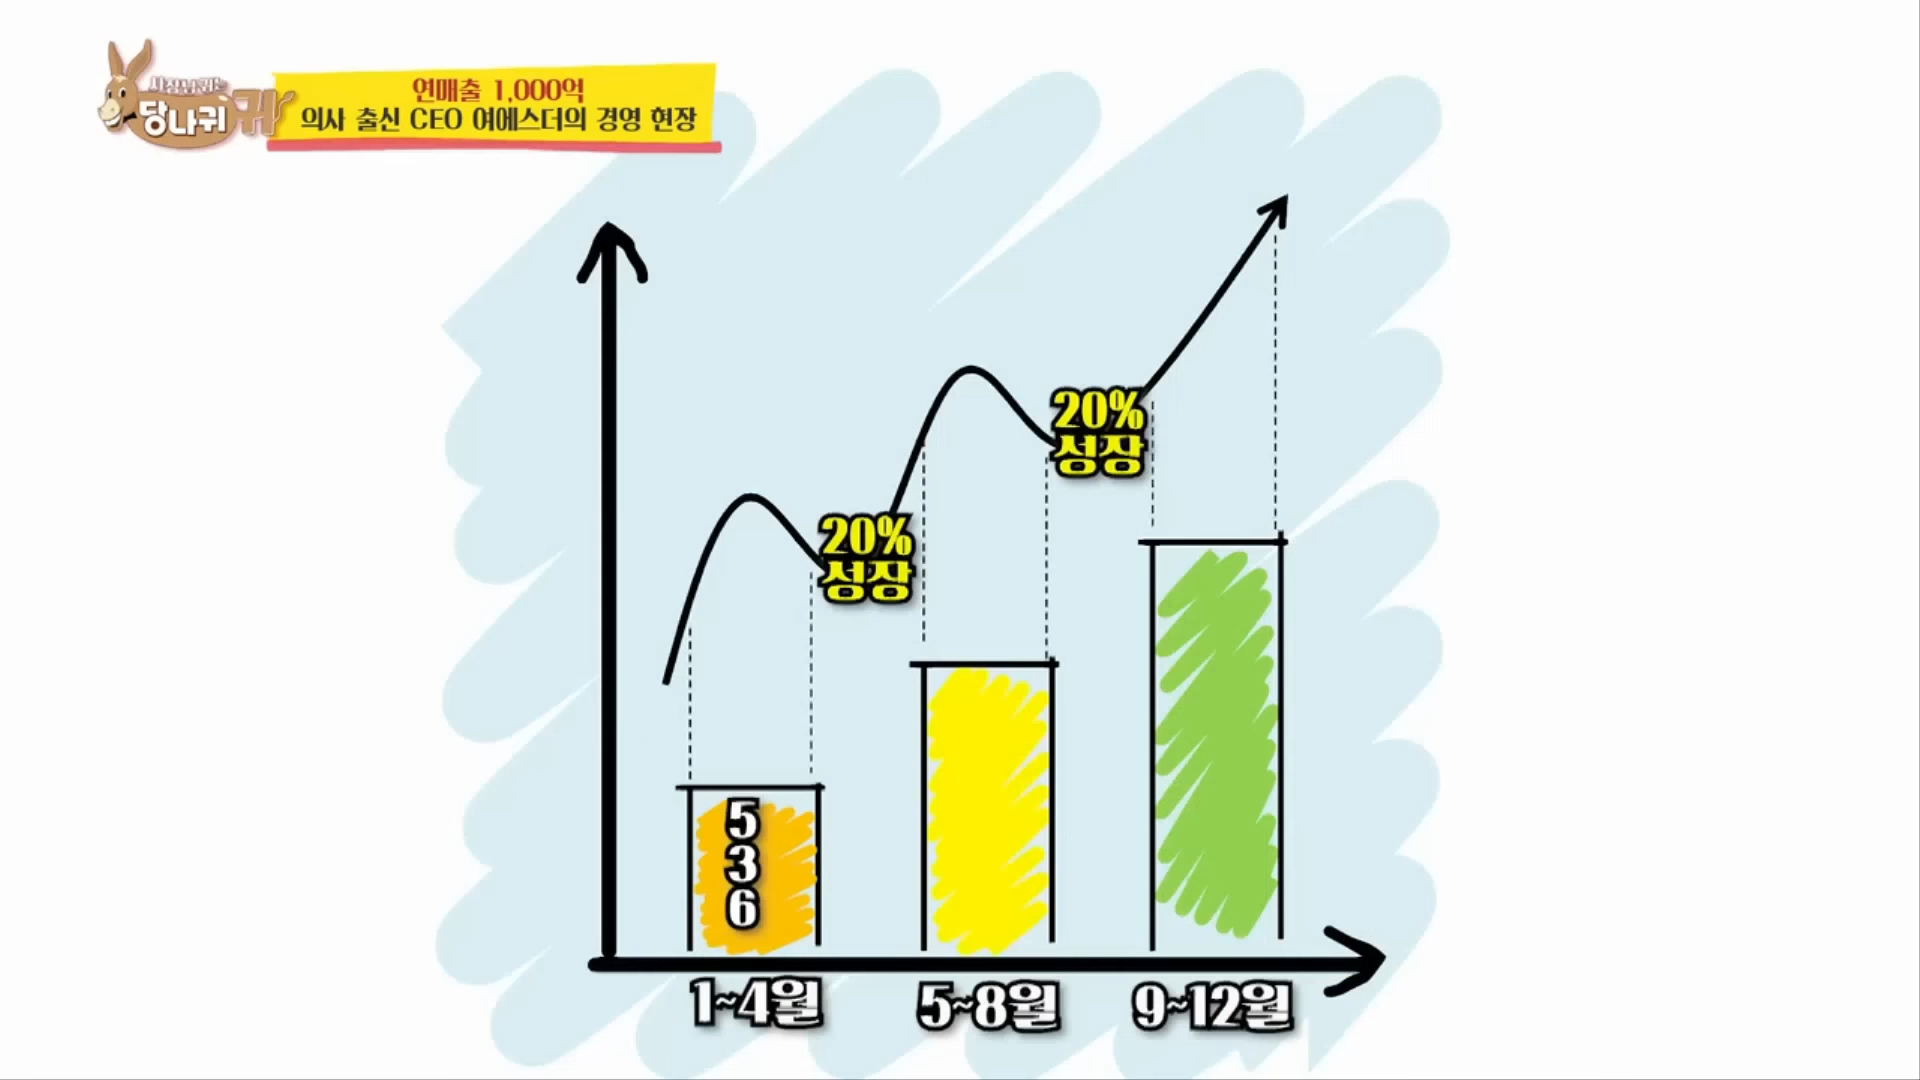 사장님 귀는
당나귀 귀
연매출 1,000억
의사 출신 CEO 여에스더의 경영 현장
20%
성장
20%
성장
5
3
6
1~4월
5~8월
9~12월